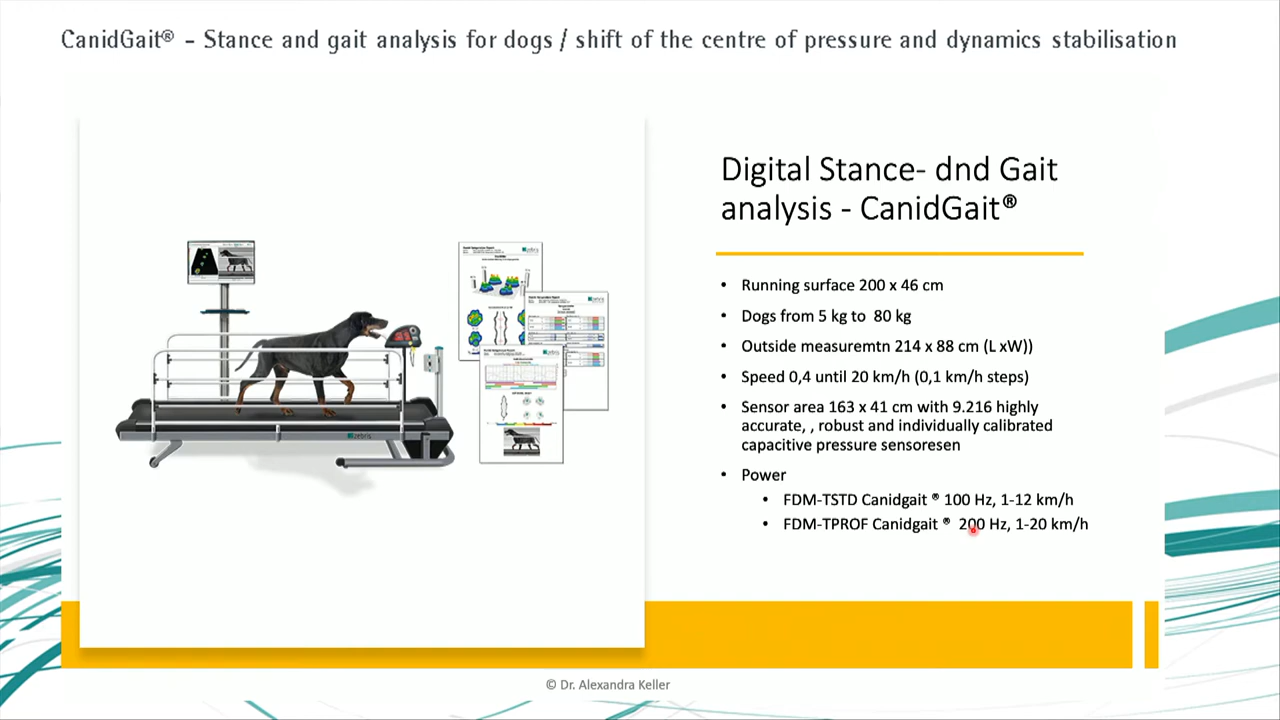 CanidGait® - Stance and gait analysis for dogs / shift of the centre of pressure and dynamics stabilisation
Digital Stance- dnd Gait
analysis - CanidGait®
• Running surface 200 x 46 cm
• Dogs from 5 kg to 80 kg
• Outside measuremtn 214 x 88 cm (L xW))
• Speed 0,4 until 20 km/h (0,1 km/h steps)
• Sensor area 163 x 41 cm with 9.216 highly
accurate, , robust and individually calibrated
capacitive pressure sensoresen
• Power
• FDM-TSTD Canidgait ® 100 Hz, 1-12 km/h
• FDM-TPROF Canidgait ® 200 Hz, 1-20 km/h
zebris
zebris
zebris
zebris
© Dr. Alexandra Keller